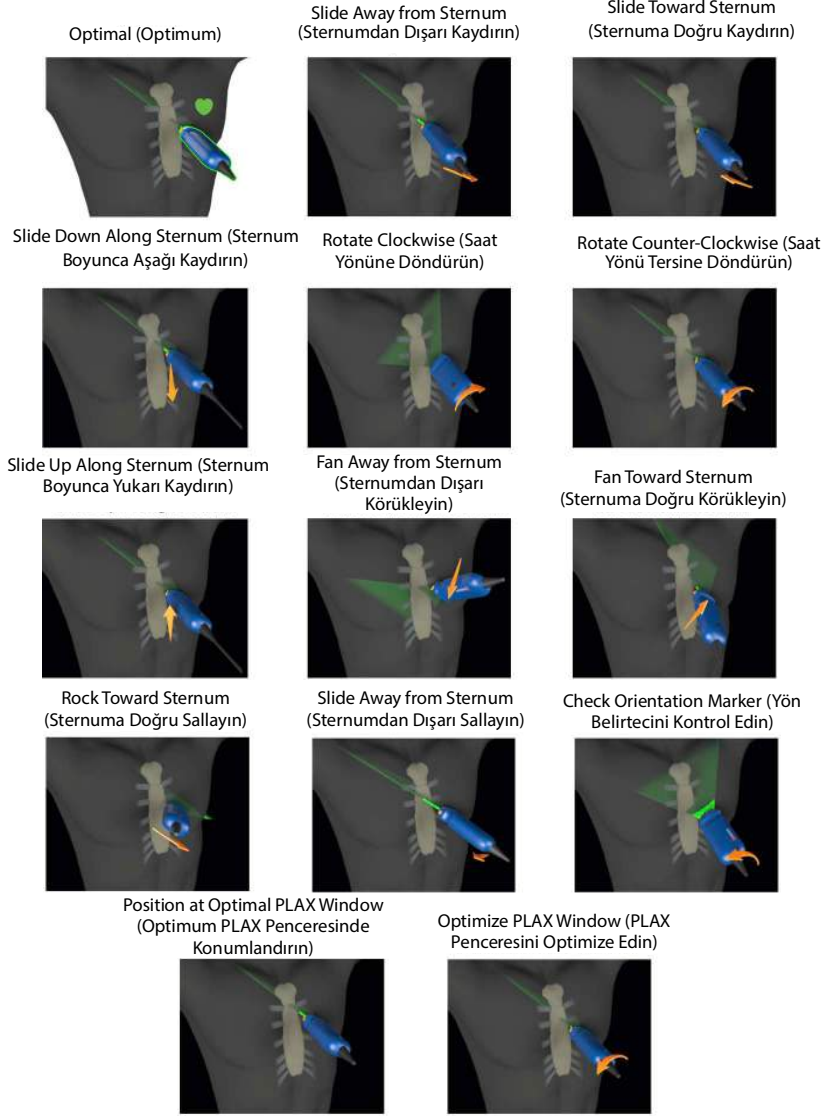 Optimal (Optimum)
Slide Away from Sternum
(Sternumdan Dışarı Kaydırın)
Slide Toward Sternum
(Sternuma Doğru Kaydırın)
Slide Down Along Sternum (Sternum
Boyunca Aşağı Kaydırın)
Rotate Clockwise (Saat
Yönüne Döndürün)
Rotate Counter-Clockwise (Saat
Yönü Tersine Döndürün)
Slide Up Along Sternum (Sternum
Boyunca Yukarı Kaydırın)
Fan Away from Sternum
(Sternumdan Dışarı
Körükleyin)
Fan Toward Sternum
(Sternuma Doğru Körükleyin)
Rock Toward Sternum
(Sternuma Doğru Sallayın)
Slide Away from Sternum
(Sternumdan Dışarı Sallayın)
Check Orientation Marker (Yön
Belirtecini Kontrol Edin)
Position at Optimal PLAX Window
(Optimum PLAX Penceresinde
Konumlandırın)
Optimize PLAX Window (PLAX
Penceresini Optimize Edin)